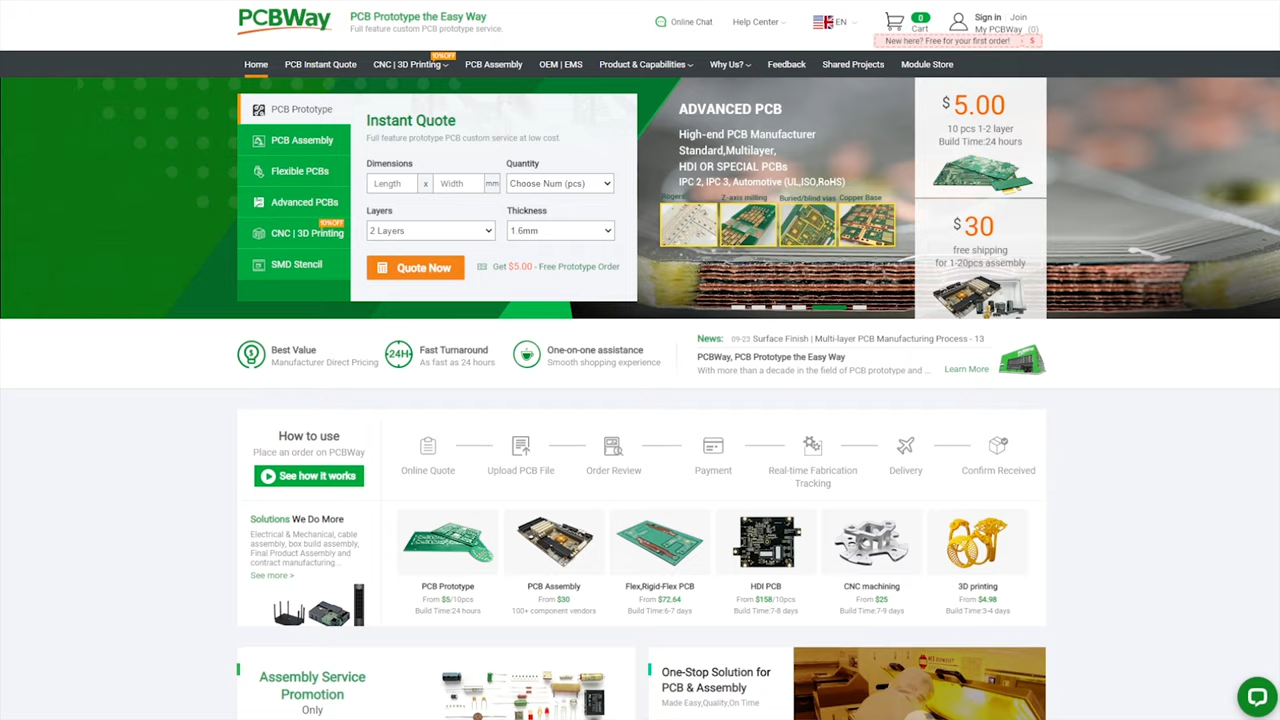 PCBWay
PCB Prototype the Easy Way
Full feature custom PCB prototype service.
Online Chat
Help Center
EN
0
Cart
Sign in
Join
My PCBWay
(0)
New here? Free for your first order!
Home
PCB Instant Quote
CNC | 3D Printing
10%OFF
PCB Assembly
OEM | EMS
Product & Capabilities
Why Us?
Feedback
Shared Projects
Module Store
PCB Prototype
PCB Assembly
Flexible PCBs
Advanced PCBs
10%OFF
CNC | 3D Printing
SMD Stencil
Instant Quote
Full feature prototype PCB custom service at low cost.
Dimensions
Quantity
Length
x
Width
mm
Choose Num (pcs)
Layers
Thickness
2 Layers
1.6mm
Quote Now
Get $5.00 - Free Prototype Order
ADVANCED PCB
High-end PCB Manufacturer
Standard,Multilayer,
HDI OR SPECIAL PCBs
IPC 2, IPC 3, Automotive (UL,ISO,RoHS)
Rogers
Z-axis milling
Buried/blind vias
Copper Base
$5.00
10 pcs 1-2 layer
Build Time:24 hours
$30
free shipping
for 1-20pcs assembly
Best Value
Manufacturer Direct Pricing
24H
Fast Turnaround
As fast as 24 hours
One-on-one assistance
Smooth shopping experience
News:
09-23
Surface Finish | Multi-layer PCB Manufacturing Process - 13
PCBWay, PCB Prototype the Easy Way
With more than a decade in the field of PCB prototype and ...
Learn More
How to use
Place an order on PCBWay
See how it works
Online Quote
Upload PCB File
Order Review
Payment
Real-time Fabrication
Tracking
Delivery
Confirm Received
Solutions We Do More
Electrical & Mechanical, cable
assembly, box build assembly,
Final Product Assembly and
contract manufacturing...
See more >
PCB Prototype
From $5/10pcs
Build Time:24 hours
PCB Assembly
From $30
100+ component vendors
Flex,Rigid-Flex PCB
From $72.64
Build Time:6-7 days
HDI PCB
From $158/10pcs
Build Time:7-8 days
CNC machining
From $25
Build Time:7-9 days
3D printing
From $4.98
Build Time:3-4 days
Assembly Service
Promotion
Only
One-Stop Solution for
PCB & Assembly
Made Easy,Quality,On Time